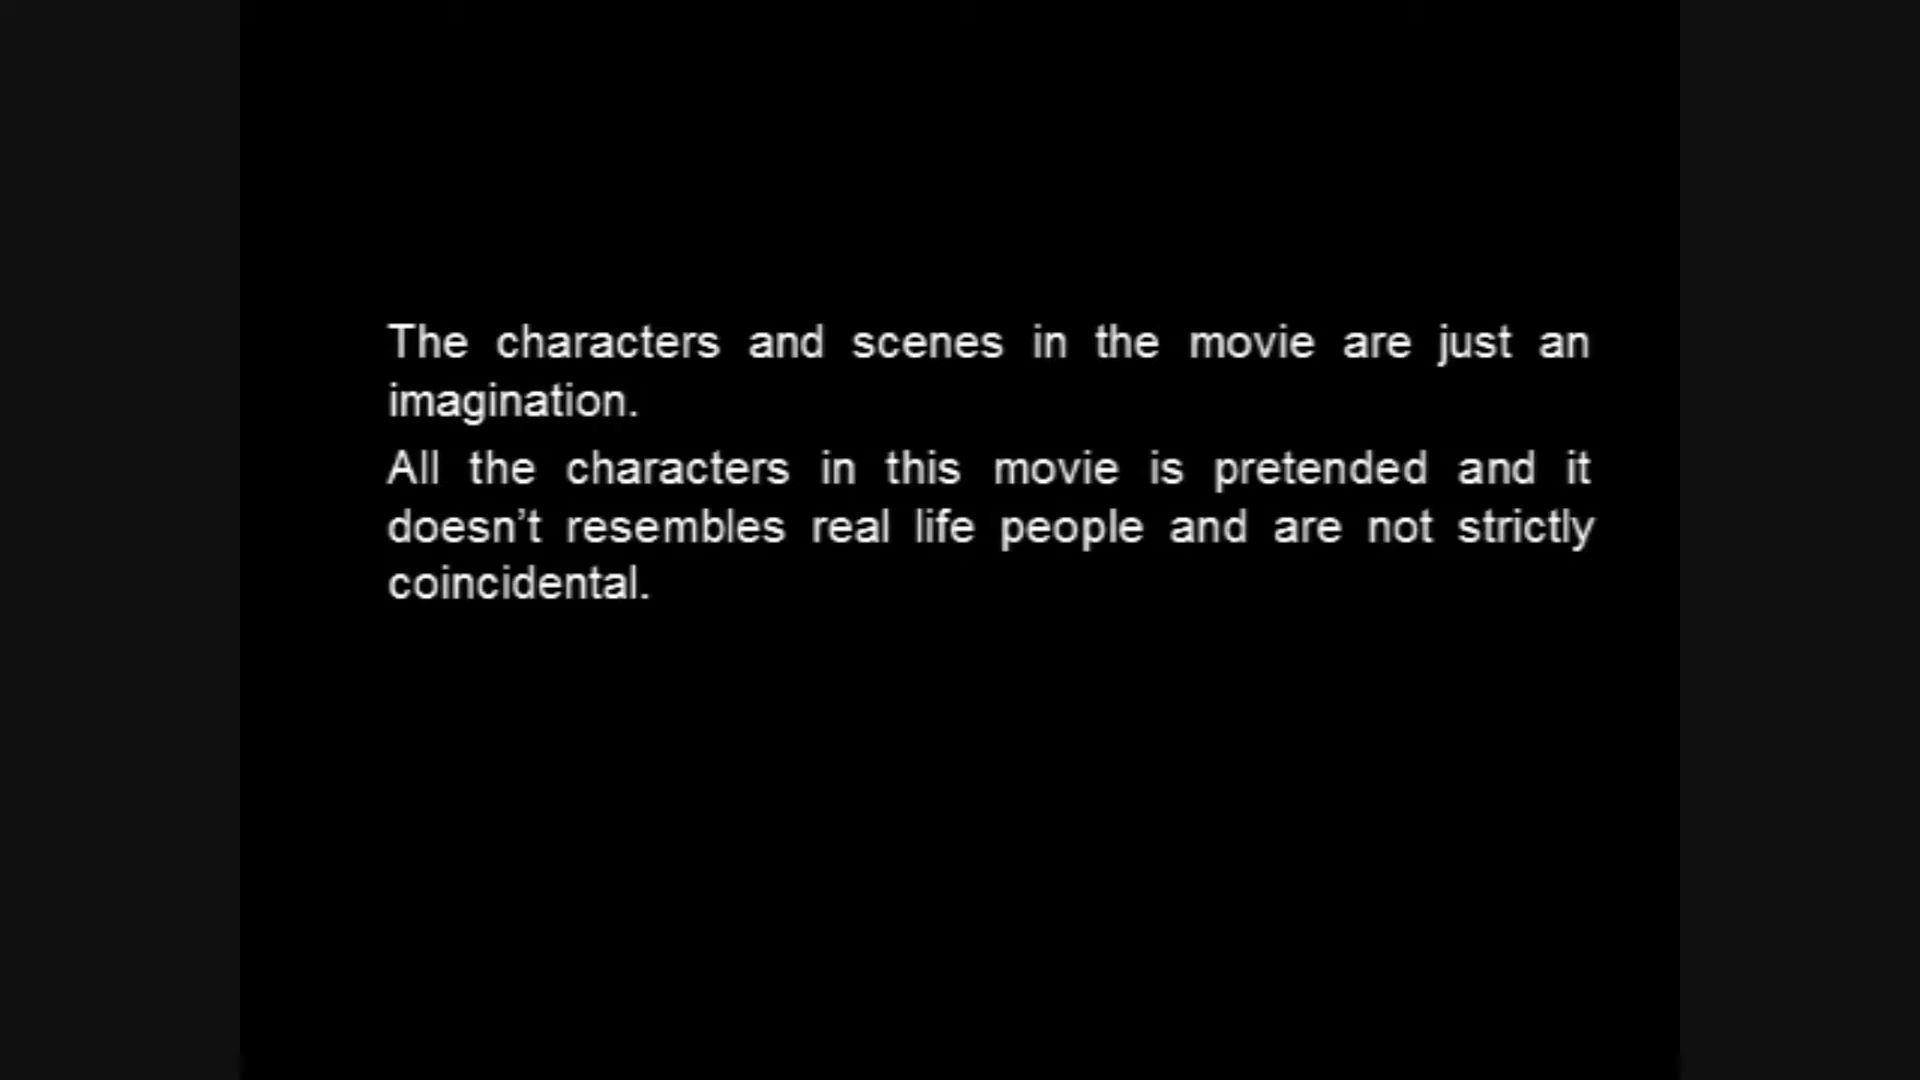 The characters and scenes in the movie are just an
imagination.
All the characters in this movie is pretended and it
doesn’t resembles real life people and are not strictly
coincidental.